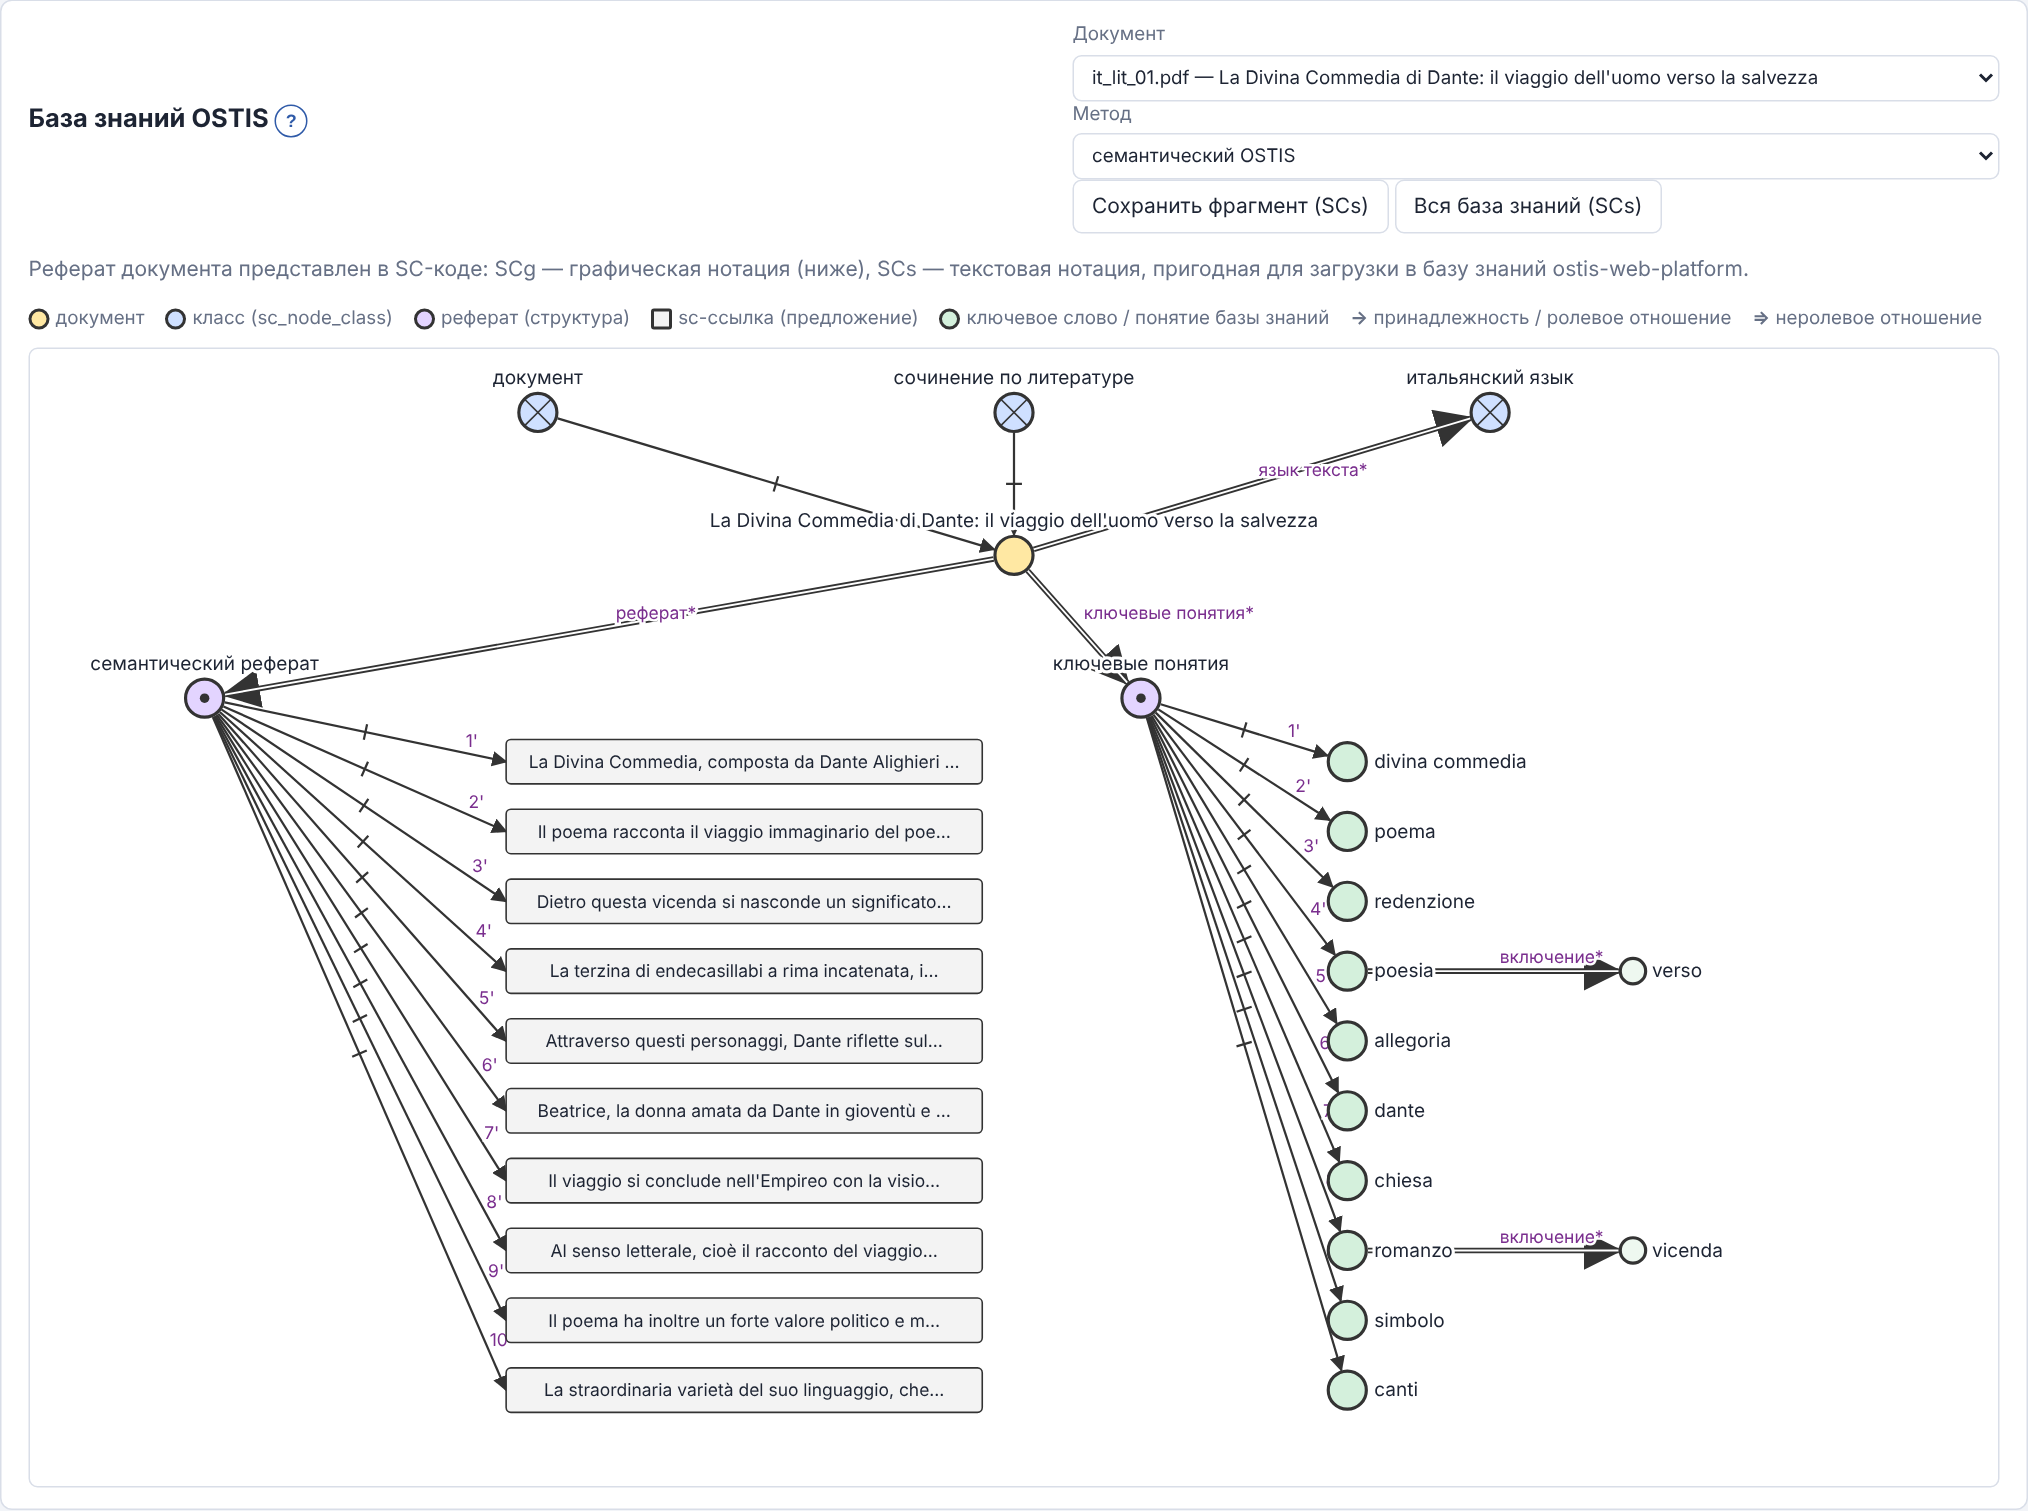 Документ
it_lit_01.pdf — La Divina Commedia di Dante: il viaggio dell'uomo verso la salvezza
База знаний OSTIS ?
Метод
семантический OSTIS
Сохранить фрагмент (SCs) Вся база знаний (SCs)
Реферат документа представлен в SC-коде: SCg — графическая нотация (ниже), SCs — текстовая нотация, пригодная для загрузки в базу знаний ostis-web-platform.
документ класс (sc_node_class) реферат (структура) sc-ссылка (предложение) ключевое слово / понятие базы знаний → принадлежность / ролевое отношение ⇒ неролевое отношение
документ сочинение по литературе итальянский язык
язык текста*
La Divina Commedia di Dante: il viaggio dell'uomo verso la salvezza
реферат* ключевые понятия*
семантический реферат ключевые понятия
1' La Divina Commedia, composta da Dante Alighieri ...
2' Il poema racconta il viaggio immaginario del poe...
3' Dietro questa vicenda si nasconde un significato...
4' La terzina di endecasillabi a rima incatenata, i...
5' Attraverso questi personaggi, Dante riflette sul...
6' Beatrice, la donna amata da Dante in gioventù e ...
7' Il viaggio si conclude nell'Empireo con la visio...
8' Al senso letterale, cioè il racconto del viaggio...
9' Il poema ha inoltre un forte valore politico e m...
10 La straordinaria varietà del suo linguaggio, che...
1' divina commedia
2' poema
3' redenzione
4' poesia включение* verso
5 allegoria
6 dante
7 chiesa
romanzo включение* vicenda
simbolo
canti